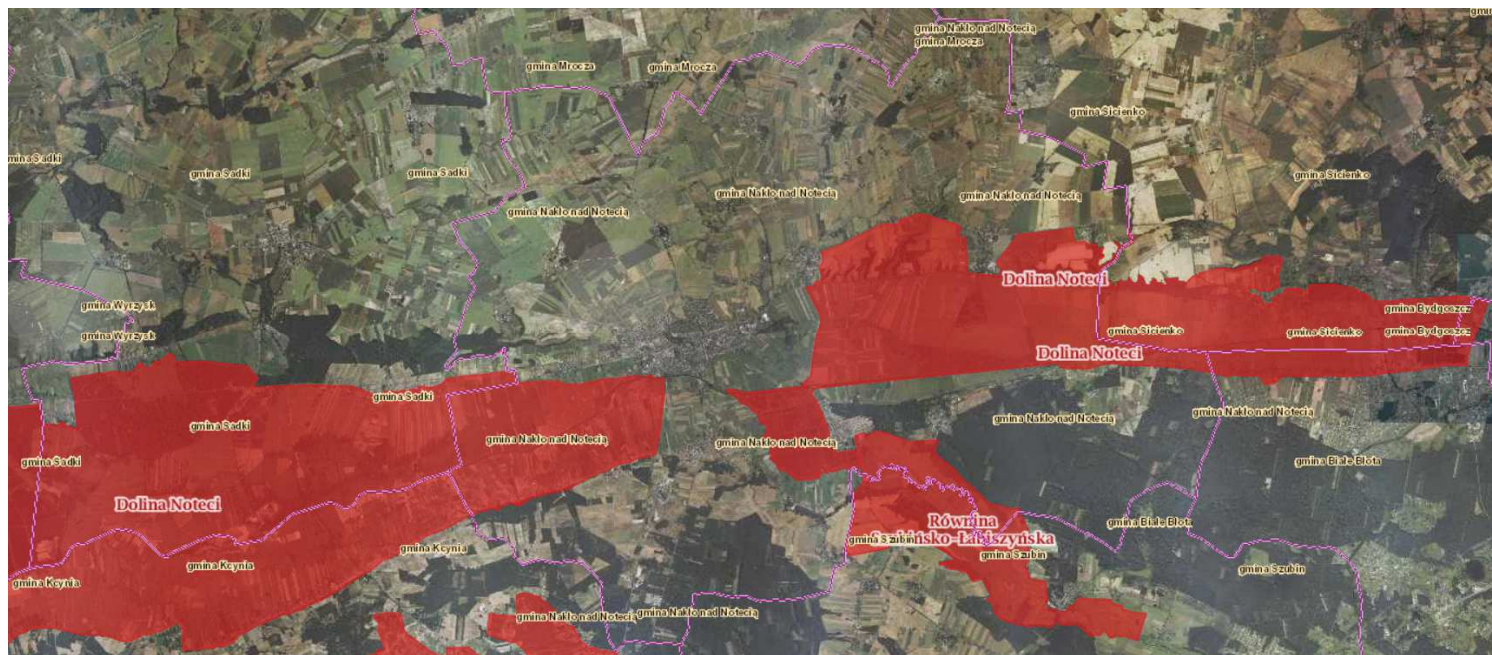 gmin
gmina Nakło nad Notecią
gmina Mrocza
gmina Mrocza
gmina Mrocza
gmina Sicienko
mina Sadki
gmina Sadki
gmina Sadki
gmina Sicienko
gmina Nakło nad Notecią
gmina Nakło nad Notecią
gmina Nakło nad Notecią
Dolina Noteci
gmina Wyrzysk
gmina Bydgoszcz
gmina Wyrzysk
gmina Sicienko
gmina Sicienko
gmina Bydgoszcz
Dolina Noteci
gmina Sadki
gmina Sadki
gmina Nakło nad Notecią
gmina Nakło nad Notecią
gmina Nakło nad Notecią
gmina Nakło nad Notecią
gmina Sadki
gmina Białe Błota
Dolina Noteci
Równina
gmina Białe Błota
ińsko-Łabiszyńska
gmina Szubin
gmina Kcynia
gmina Szubin
gmina Kcynia
gmina Szubin
gmina Kcynia
gmina Nakło nad Notecią
gmina Nakło nad Notecią